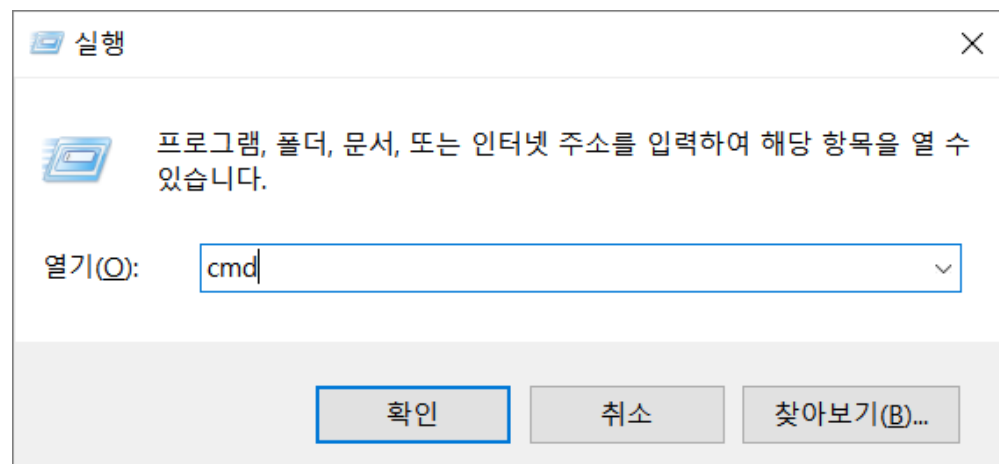 실행
프로그램, 폴더, 문서, 또는 인터넷 주소를 입력하여 해당 항목을 열 수
있습니다.
열기(O): cmd
확인 취소 찾아보기(B)...